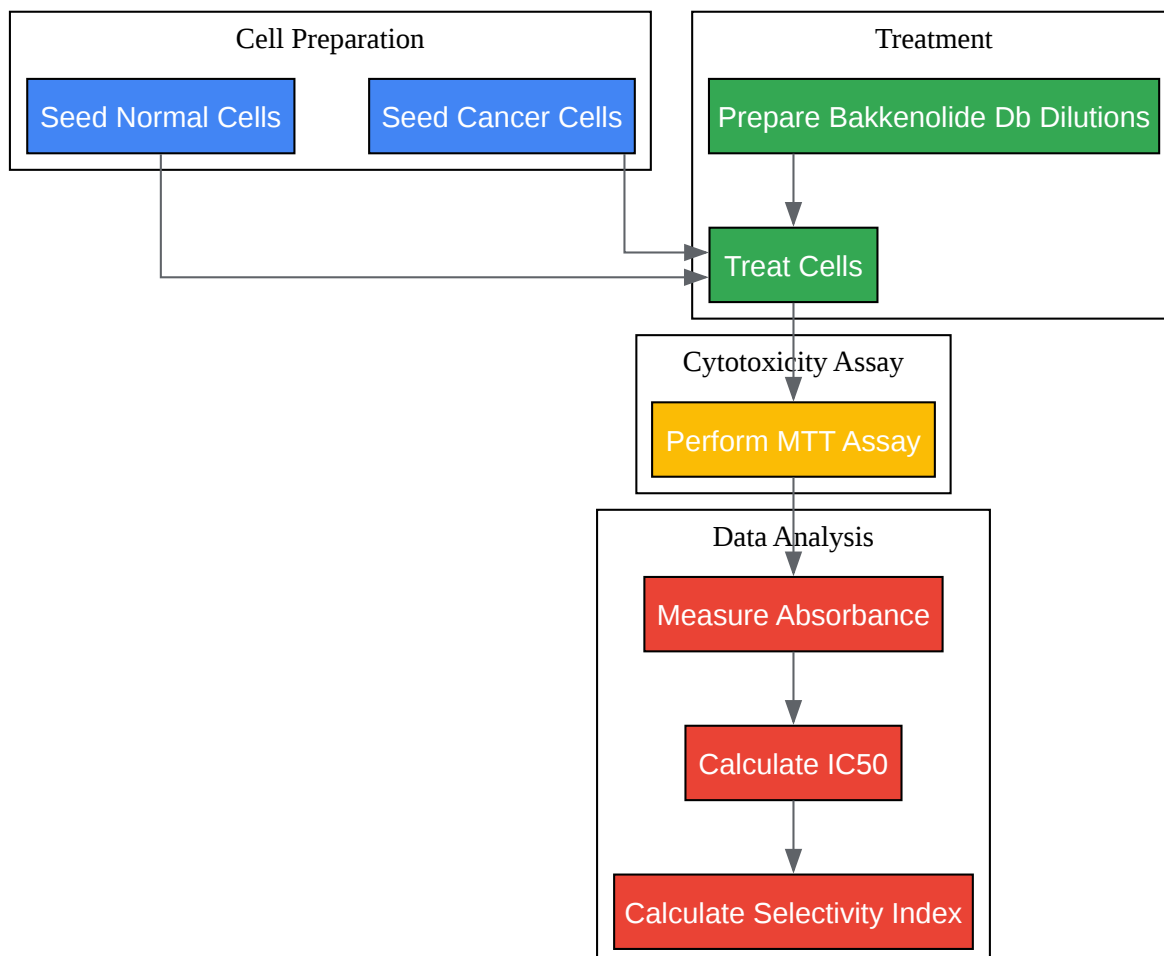 Cell Preparation
Seed Normal Cells
Seed Cancer Cells
Treatment
Prepare Bakkenolide Db Dilutions
Treat Cells
Cytotoxicity Assay
Perform MTT Assay
Data Analysis
Measure Absorbance
Calculate IC50
Calculate Selectivity Index